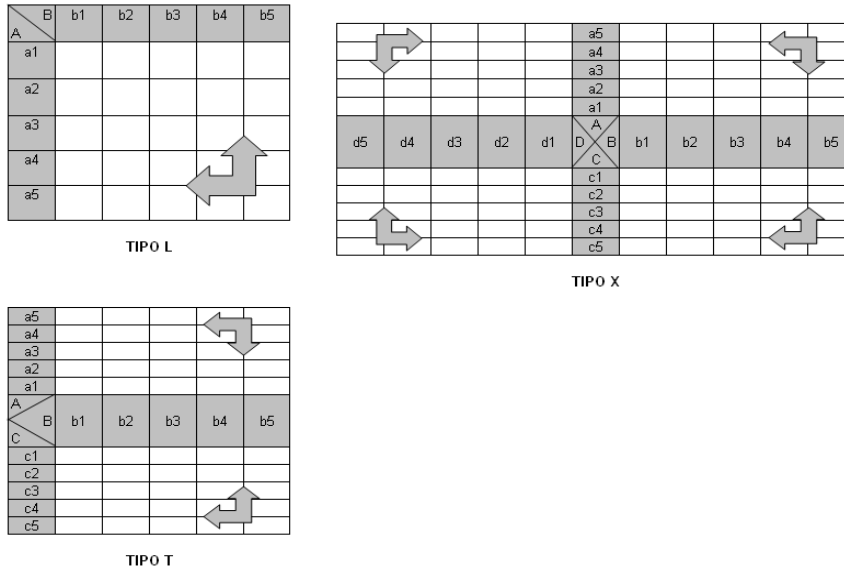 B b1 b2 b3 b4 b5
A
a1
a2
a3
a4
a5
TIPO L
a5
a4
a3
a2
a1
d5 d4 d3 d2 d1 D A B C b1 b2 b3 b4 b5
c1
c2
c3
c4
c5
TIPO X
a5
a4
a3
a2
a1
A
B b1 b2 b3 b4 b5
C
c1
c2
c3
c4
c5
TIPO T